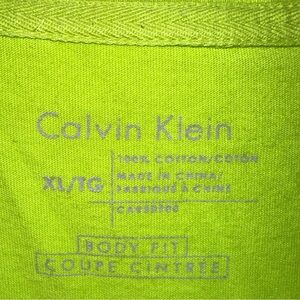 Calvin Klein
XL/TG
100% COTTON/COTON
MADE IN CHINA/
FABRIQUÉ À CHINE
BODY FIT
COUPE CINTRÉE